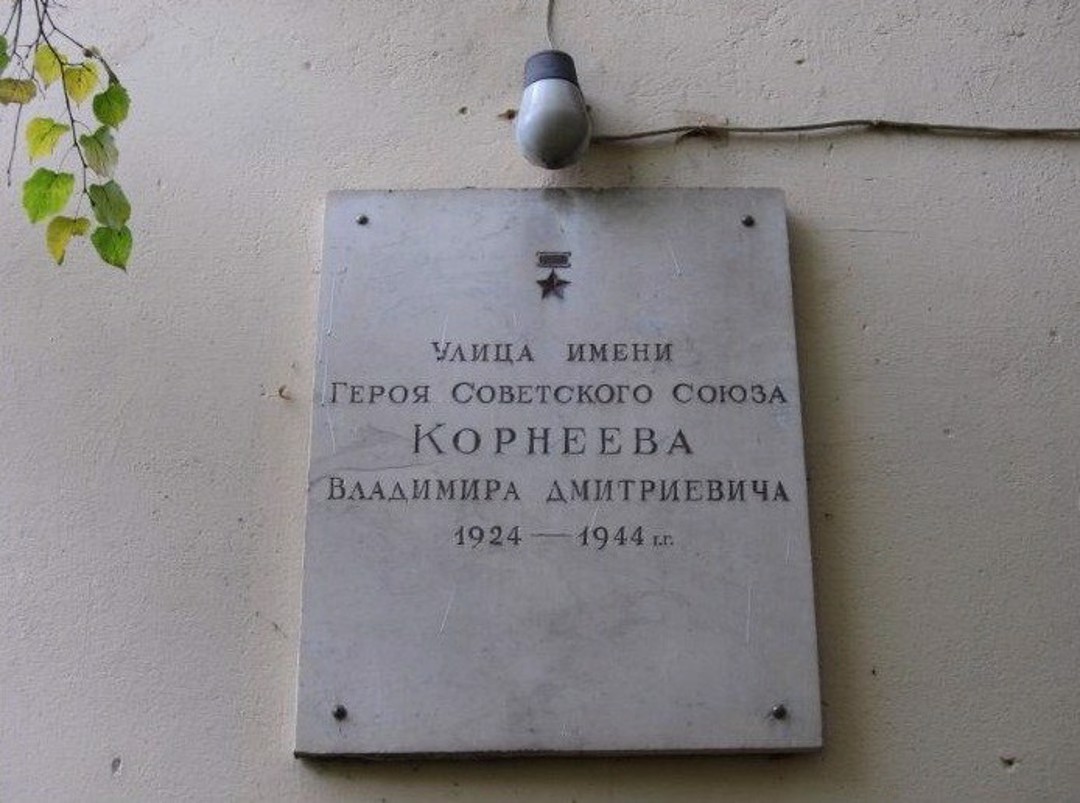 Улица имени
Героя Советского Союза
Корнеева
Владимира Дмитриевича
1924 — 1944 г.г.